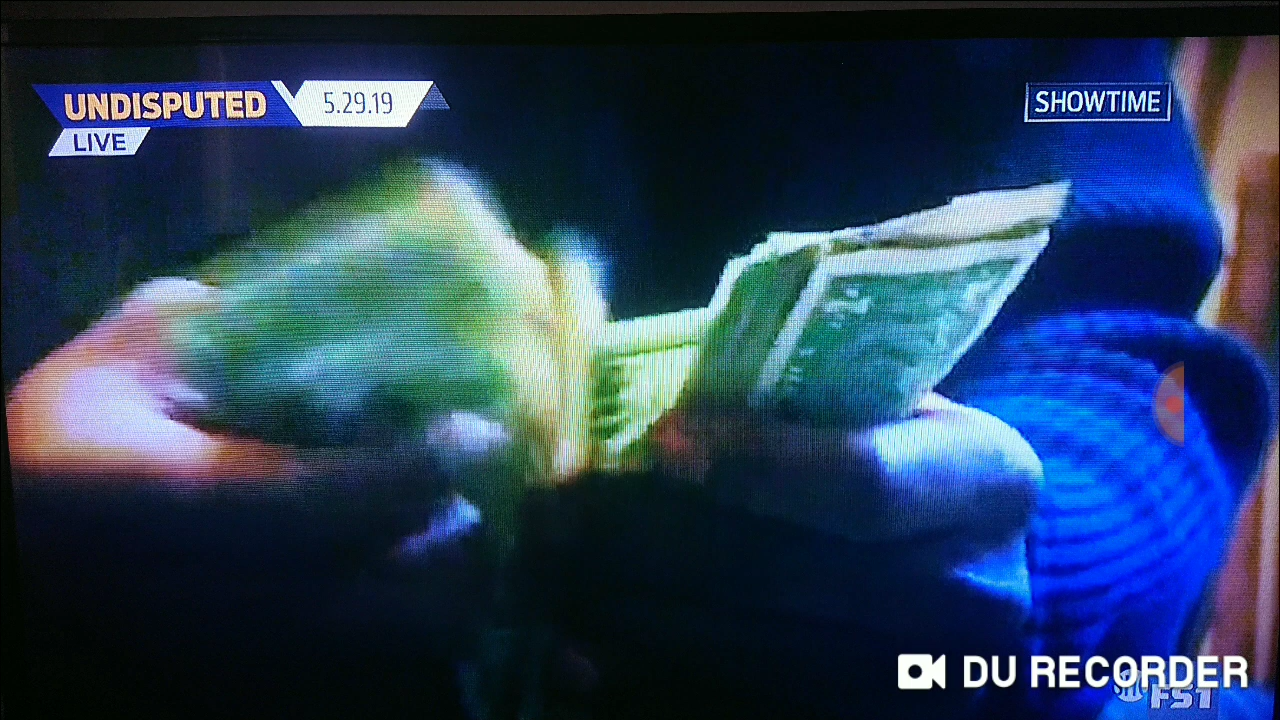 UNDISPUTED
5.29.19
SHOWTIME
LIVE
DU RECORDER
FS1